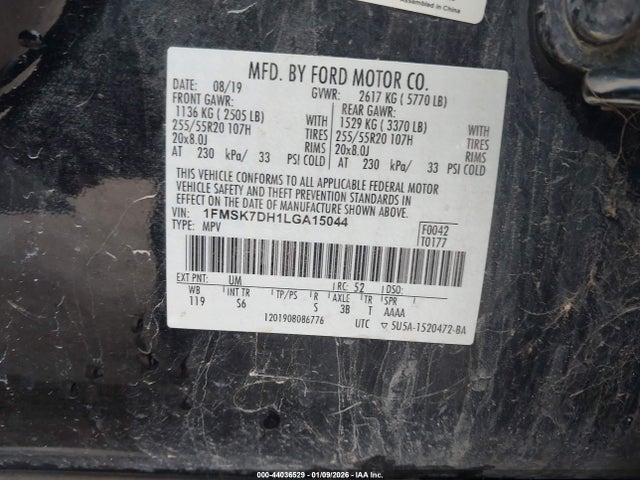 Assembled in China
MFD. BY FORD MOTOR CO.
DATE: 08/19 GVWR: 2617 KG ( 5770 LB)
FRONT GAWR: REAR GAWR:
1136 KG ( 2505 LB) WITH 1529 KG ( 3370 LB) WITH
255/55R20 107H TIRES 255/55R20 107H TIRES
20x8.0J RIMS 20x8.0J RIMS
AT 230 kPa/ 33 PSI COLD AT 230 kPa/ 33 PSI COLD
THIS VEHICLE CONFORMS TO ALL APPLICABLE FEDERAL MOTOR
VEHICLE SAFETY AND THEFT PREVENTION STANDARDS IN
EFFECT ON THE DATE OF MANUFACTURE SHOWN ABOVE.
VIN: 1FMSK7DH1LGA15044 F0042
TYPE: MPV T0177
EXT PNT: UM RC: 52 DSO:
WB INT TR TP/PS R AXLE TR SPR
119 S6 S 3B T AAAA
1201908086776 UTC ▽ 5U5A-1520472-BA
000-44036529 - 01/09/2026 - IAA Inc.